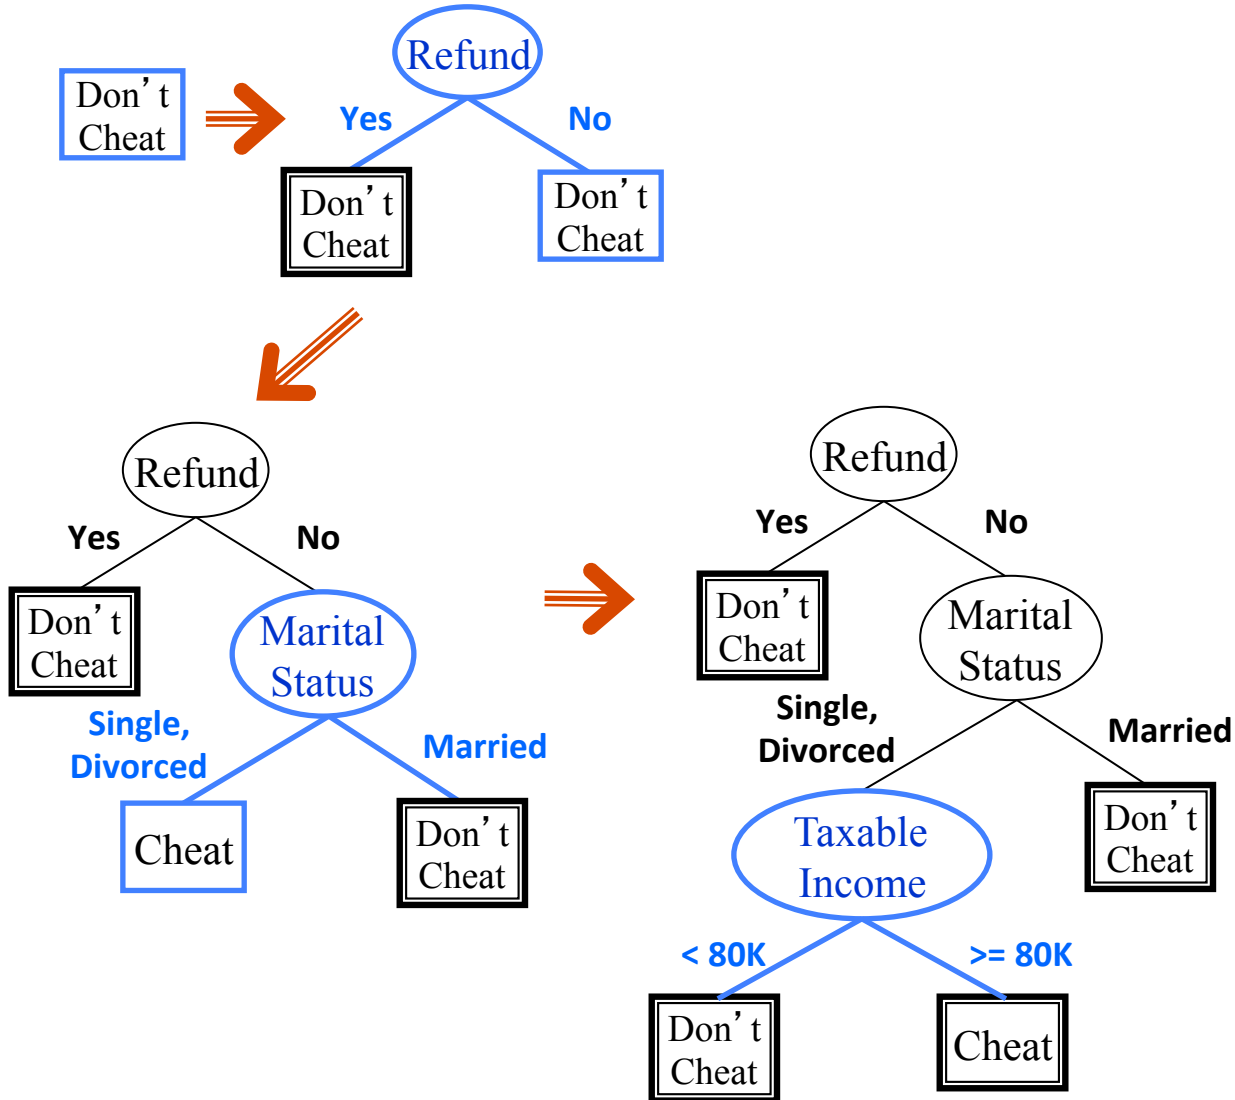 Refund
Don't
Cheat
Yes
No
Don't
Cheat
Don't
Cheat
Refund
Yes
No
Don't
Cheat
Marital
Status
Single,
Divorced
Married
Cheat
Don't
Cheat
Refund
Yes
No
Don't
Cheat
Marital
Status
Single,
Divorced
Married
Taxable
Income
Don't
Cheat
< 80K
>= 80K
Don't
Cheat
Cheat